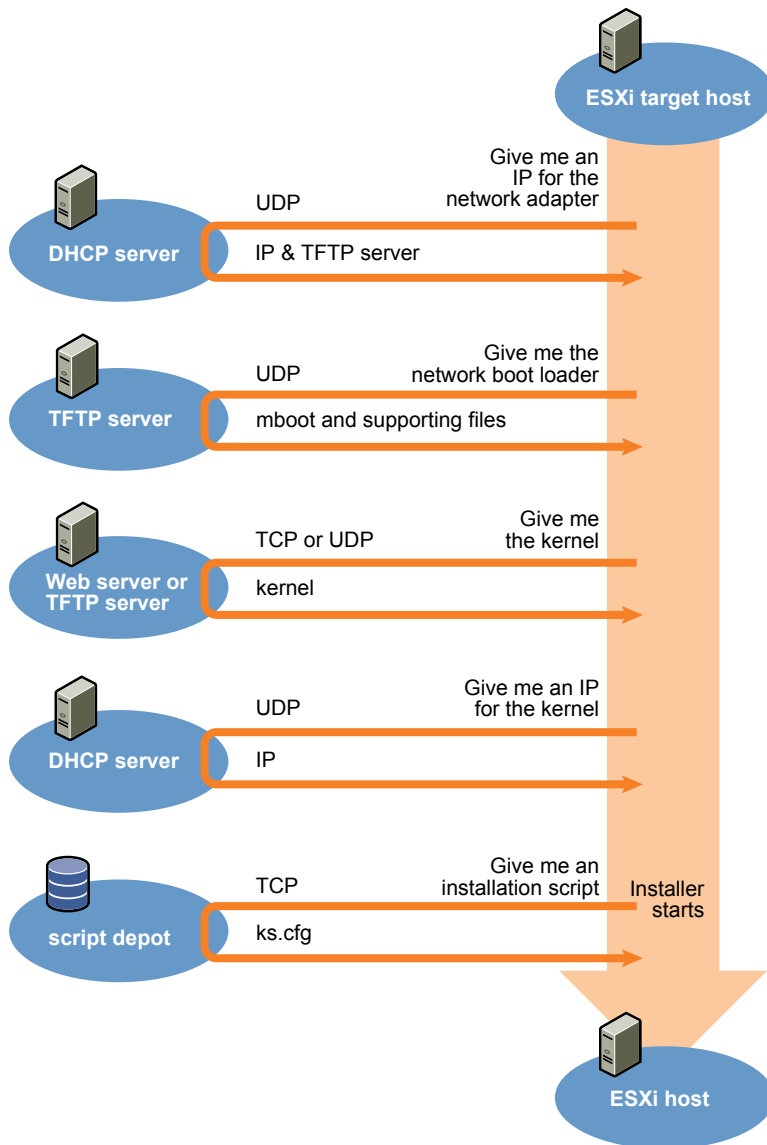 ESXi target host
Give me an
IP for the
network adapter
UDP
DHCP server
IP & TFTP server
Give me the
network boot loader
UDP
TFTP server
mboot and supporting files
Give me
the kernel
TCP or UDP
Web server or
TFTP server
kernel
Give me an IP
for the kernel
UDP
DHCP server
IP
Give me an
installation script
TCP
Installer
starts
script depot
ks.cfg
ESXi host